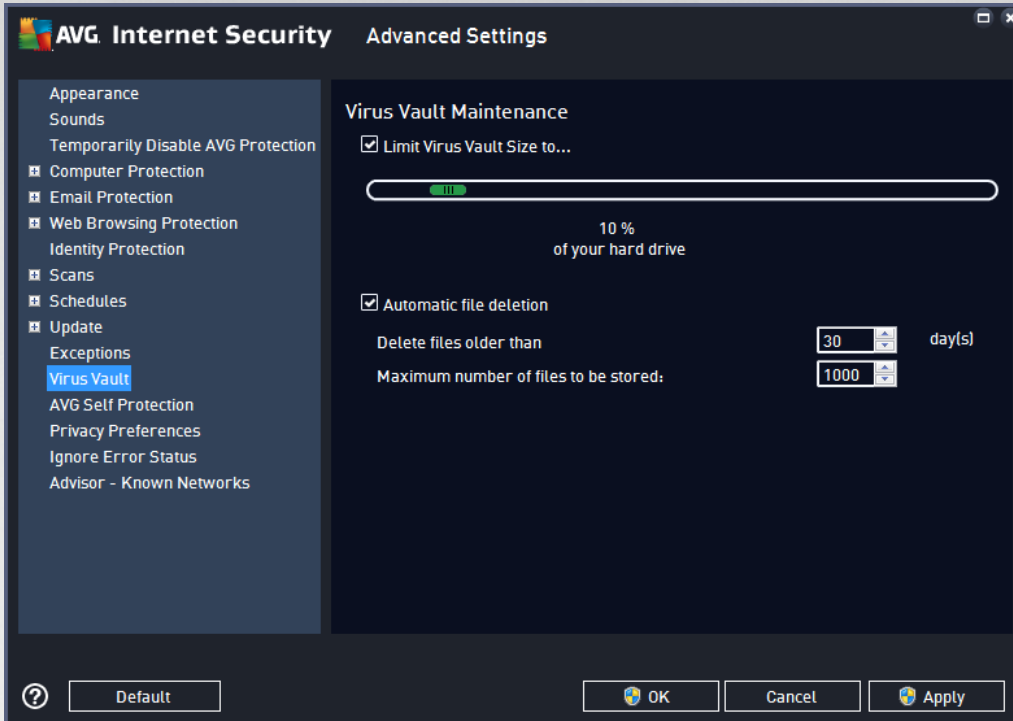 AVG. Internet Security Advanced Settings
Appearance
Sounds
Temporarily Disable AVG Protection
Computer Protection
Email Protection
Web Browsing Protection
Identity Protection
Scans
Schedules
Update
Exceptions
Virus Vault
AVG Self Protection
Privacy Preferences
Ignore Error Status
Advisor - Known Networks
Virus Vault Maintenance
Limit Virus Vault Size to...
10 %
of your hard drive
Automatic file deletion
Delete files older than 30 day(s)
Maximum number of files to be stored: 1000
? Default OK Cancel Apply